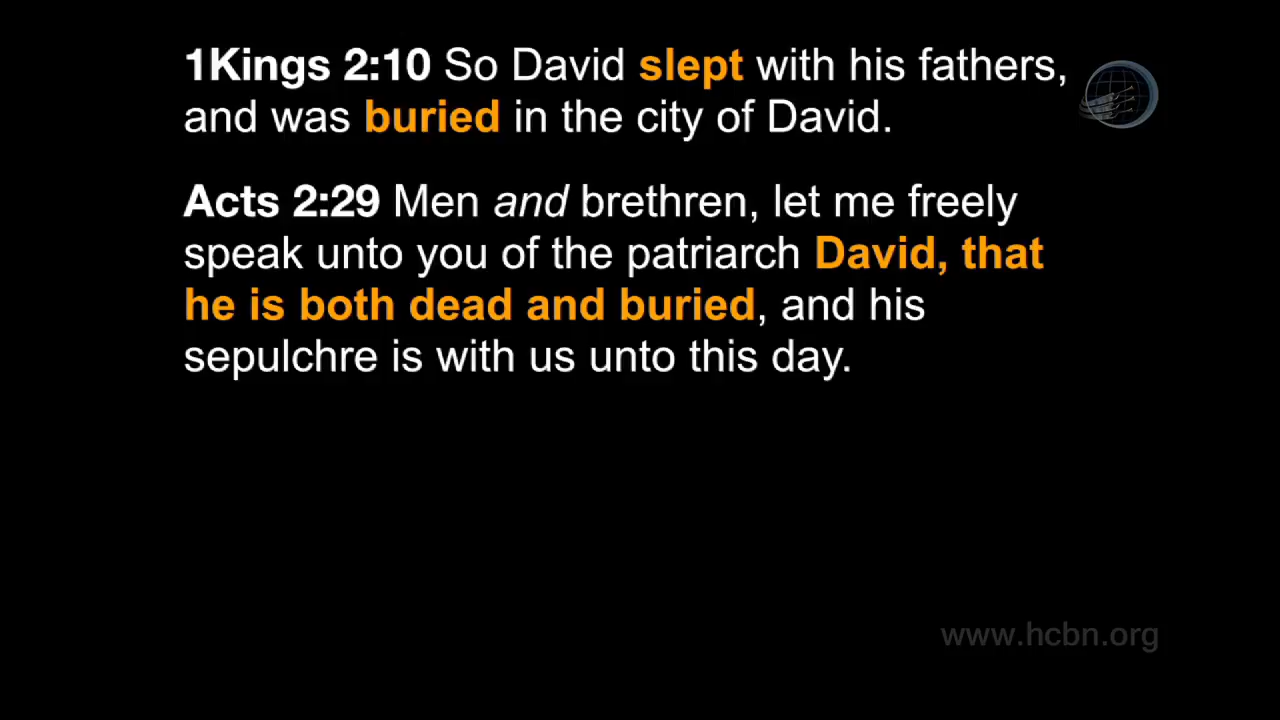 1Kings 2:10 So David slept with his fathers,
and was buried in the city of David.
Acts 2:29 Men and brethren, let me freely
speak unto you of the patriarch David, that
he is both dead and buried, and his
sepulchre is with us unto this day.
www.hcbn.org